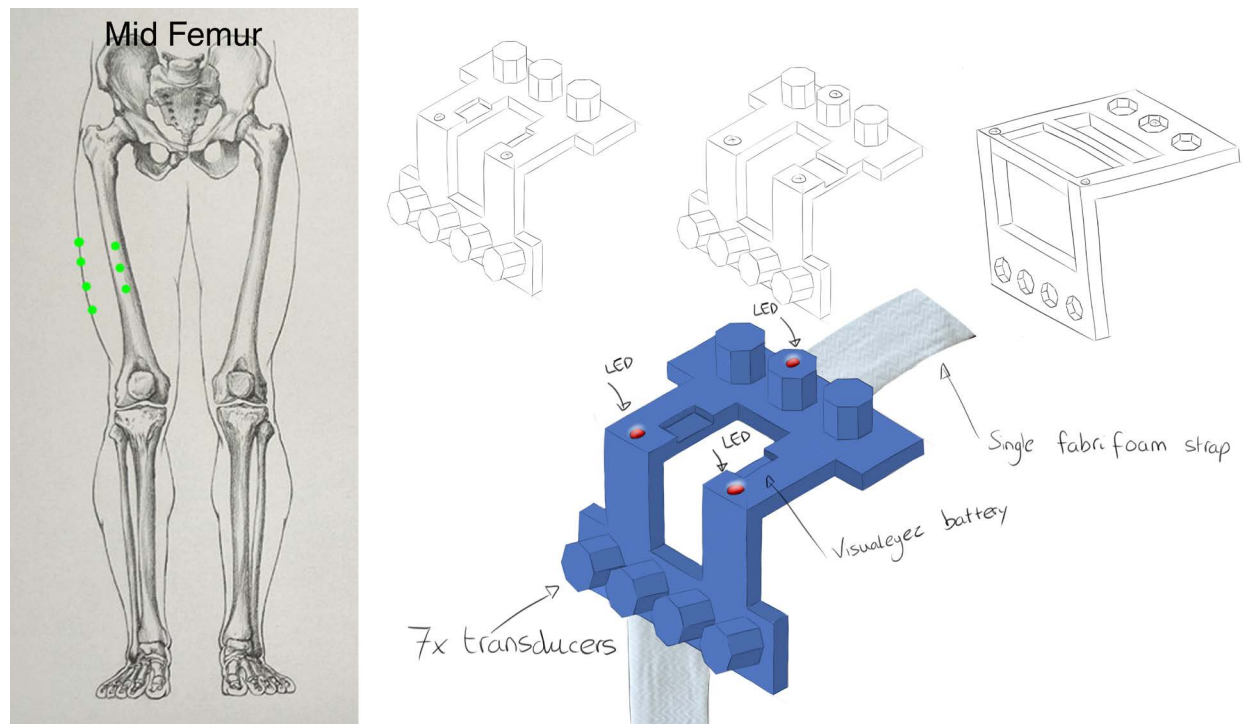 Mid Femur
LED
LED
LED
Single fabrifoam strap
Visualeyez battery
7x transducers